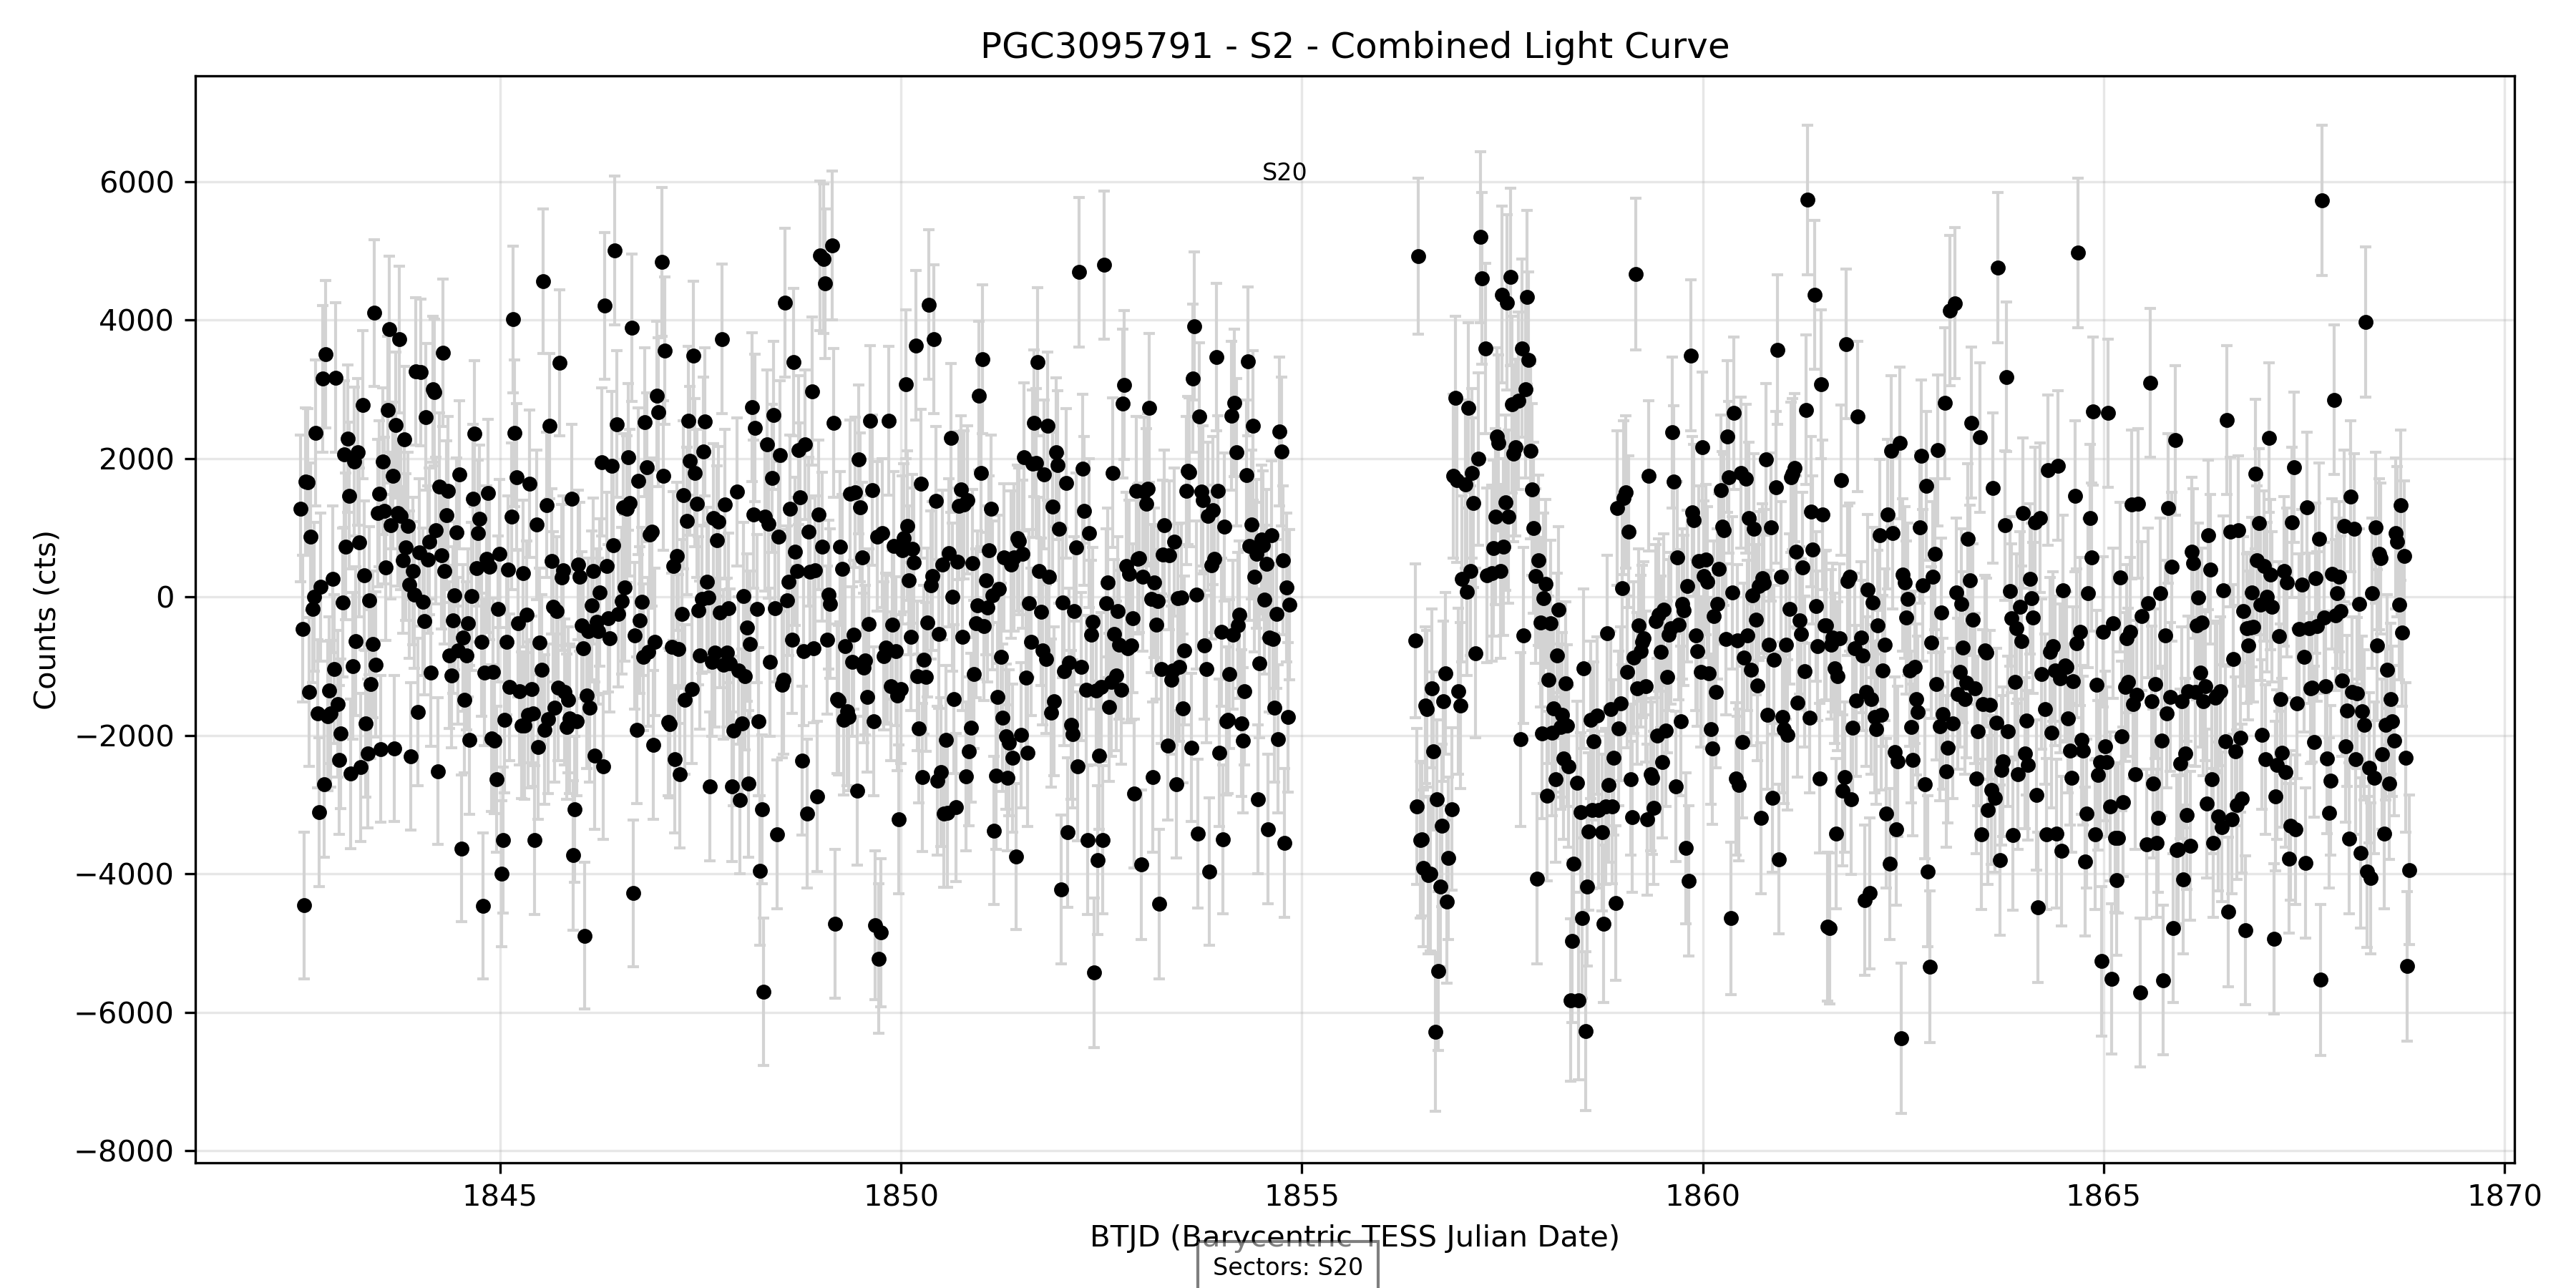 PGC3095791 - S2 - Combined Light Curve
S20
6000
4000
2000
0
−2000
−4000
−6000
−8000
Counts (cts)
1845 1850 1855 1860 1865 1870
BTJD (Barycentric TESS Julian Date)
Sectors: S20